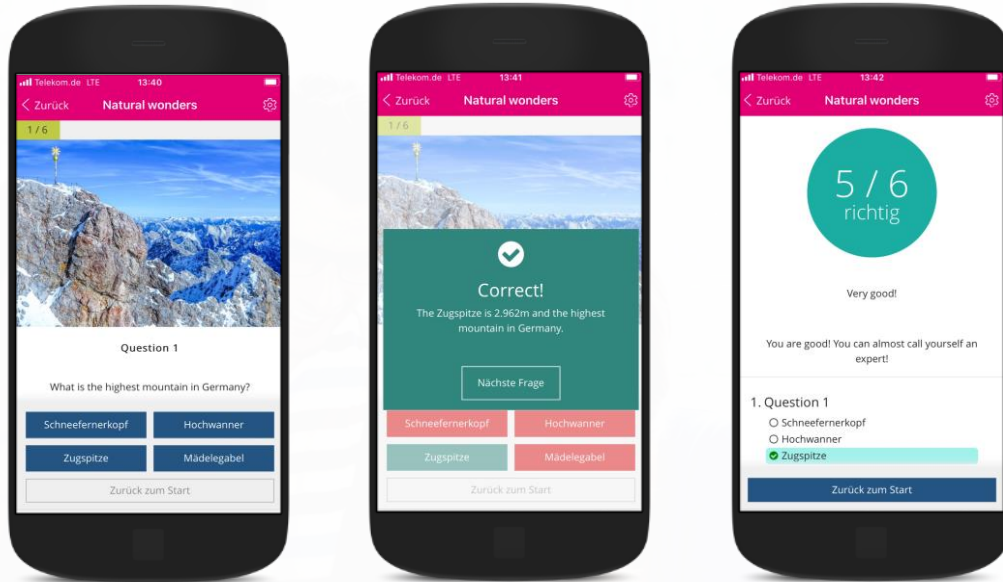 Telekom.de LTE 13:40
Zurück Natural wonders
1 / 6
Question 1
What is the highest mountain in Germany?
Schneefernerkopf Hochwanner
Zugspitze Mädelegabel
Zurück zum Start
Telekom.de LTE 13:41
Zurück Natural wonders
1 / 6
Correct!
The Zugspitze is 2.962m and the highest
mountain in Germany.
Nächste Frage
Schneefernerkopf Hochwanner
Zugspitze Mädelegabel
Zurück zum Start
Telekom.de LTE 13:42
Zurück Natural wonders
5 / 6
richtig
Very good!
You are good! You can almost call yourself an
expert!
1. Question 1
Schneefernerkopf
Hochwanner
Zugspitze
Zurück zum Start